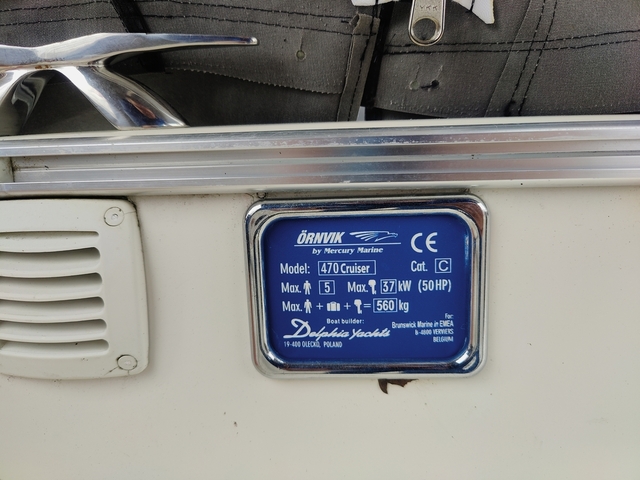 YKK
ÖRNVIK
by Mercury Marine
CE
Model: 470 Cruiser Cat. C
Max. 5 Max. 37 kW (50HP)
Max. + + = 560 kg
Boat builder:
Delphia Yachts
19-400 OLECKO, POLAND
For:
Brunswick Marine in EMEA
B-4800 VERVIERS
BELGIUM